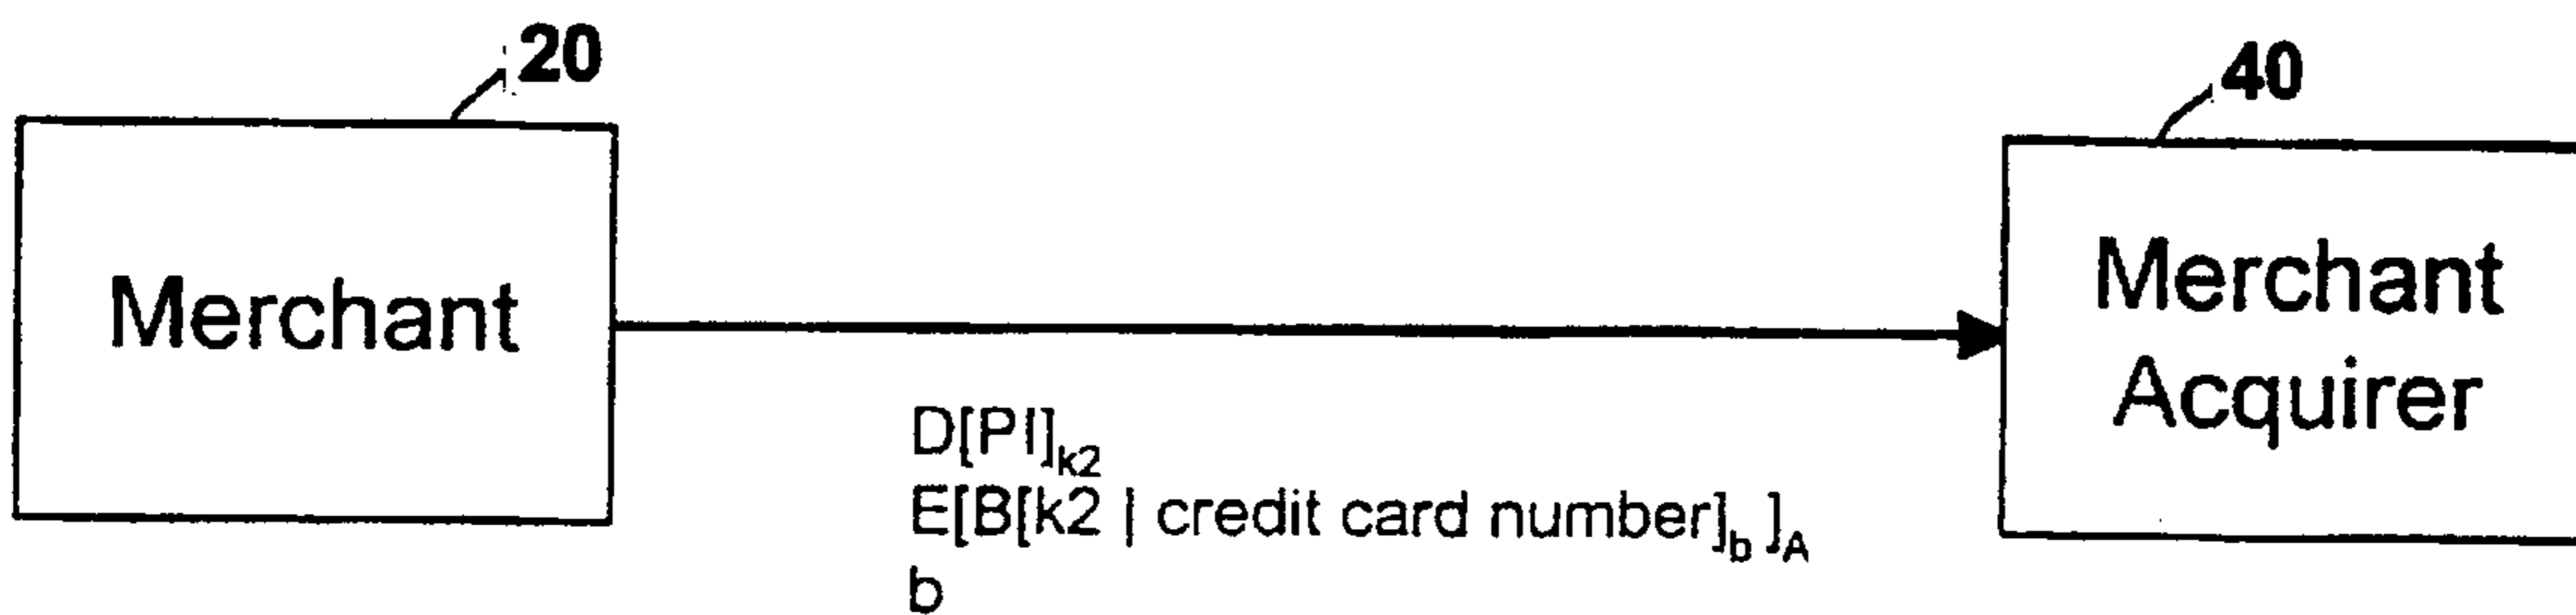 20
40
Merchant
Merchant
Acquirer
D[PI]k2
E[B[k2 | credit card number]b ]A
b